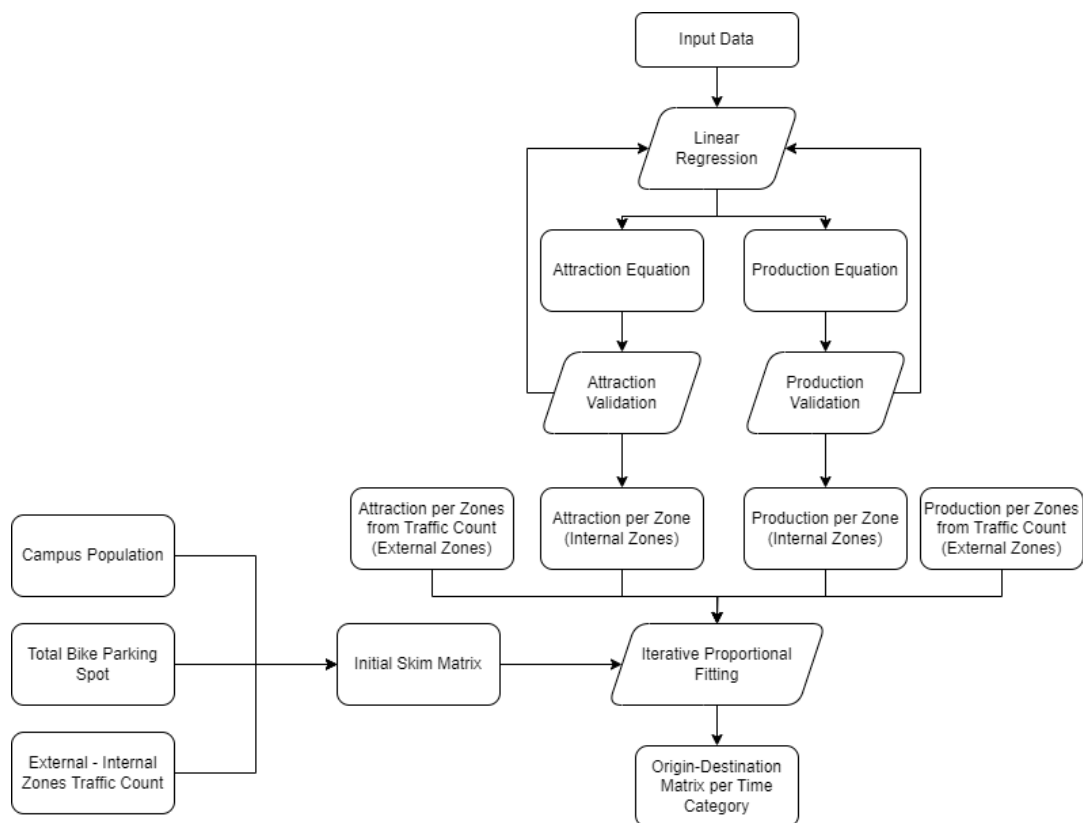 Input Data
Linear
Regression
Attraction Equation
Production Equation
Attraction
Validation
Production
Validation
Attraction per Zones
from Traffic Count
(External Zones)
Attraction per Zone
(Internal Zones)
Production per Zone
(Internal Zones)
Production per Zones
from Traffic Count
(External Zones)
Campus Population
Total Bike Parking
Spot
External - Internal
Zones Traffic Count
Initial Skim Matrix
Iterative Proportional
Fitting
Origin-Destination
Matrix per Time
Category